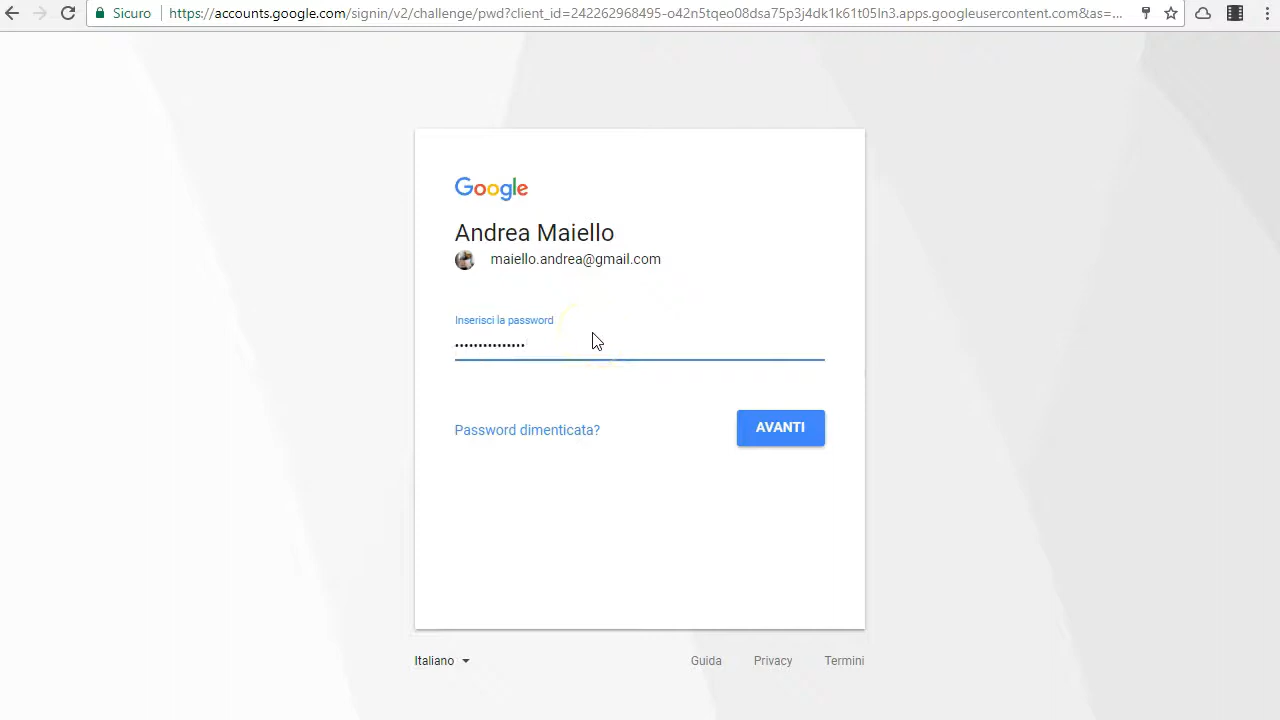 Sicuro https://accounts.google.com/signin/v2/challenge/pwd?client_id=242262968495-o42n5tqeo08dsa75p3j4dk1k61t05ln3.apps.googleusercontent.com&as=...
Google
Andrea Maiello
maiello.andrea@gmail.com
Inserisci la password
•••••••••••••••
Password dimenticata?
AVANTI
Italiano
Guida Privacy Termini